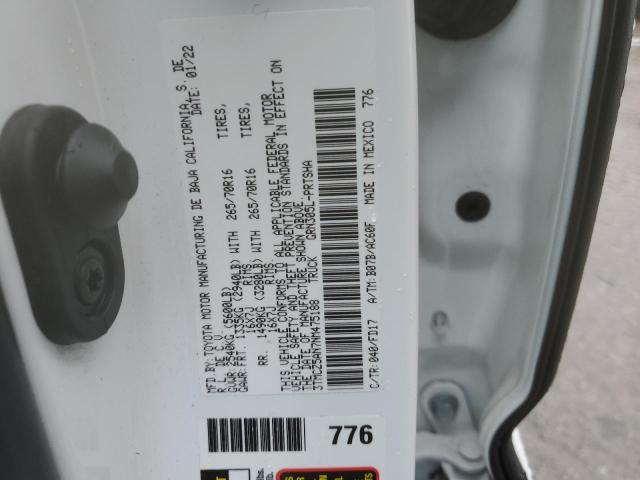 MFD. BY: TOYOTA MOTOR MANUFACTURING DE BAJA CALIFORNIA, S. DE
R.L. DE C.V. DATE: 01/22
GVWR: 2540KG (5600LB)
GAWR: FRT. 1335KG (2940LB) WITH 265/70R16 TIRES,
16X7J RIMS
RR. 1490KG (3280LB) WITH 265/70R16 TIRES,
16X7J RIMS.
THIS VEHICLE CONFORMS TO ALL APPLICABLE FEDERAL MOTOR
VEHICLE SAFETY AND THEFT PREVENTION STANDARDS IN EFFECT ON
THE DATE OF MANUFACTURE SHOWN ABOVE.
3TMCZ5AN7NM475188 TRUCK GRN305L-PRTSHA
C/TR: 040/FD17 A/TM: B07B/AC60F MADE IN MEXICO 776
776
lbs.